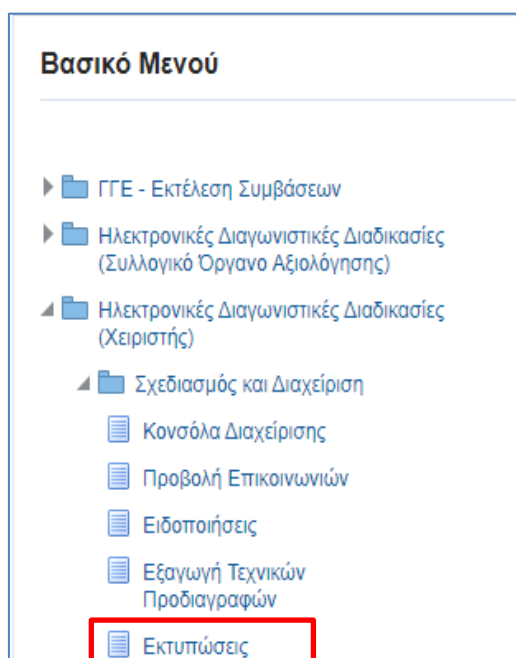 Βασικό Μενού
ΓΓΕ - Εκτέλεση Συμβάσεων
Ηλεκτρονικές Διαγωνιστικές Διαδικασίες
(Συλλογικό Όργανο Αξιολόγησης)
Ηλεκτρονικές Διαγωνιστικές Διαδικασίες
(Χειριστής)
Σχεδιασμός και Διαχείριση
Κονσόλα Διαχείρισης
Προβολή Επικοινωνιών
Ειδοποιήσεις
Εξαγωγή Τεχνικών
Προδιαγραφών
Εκτυπώσεις